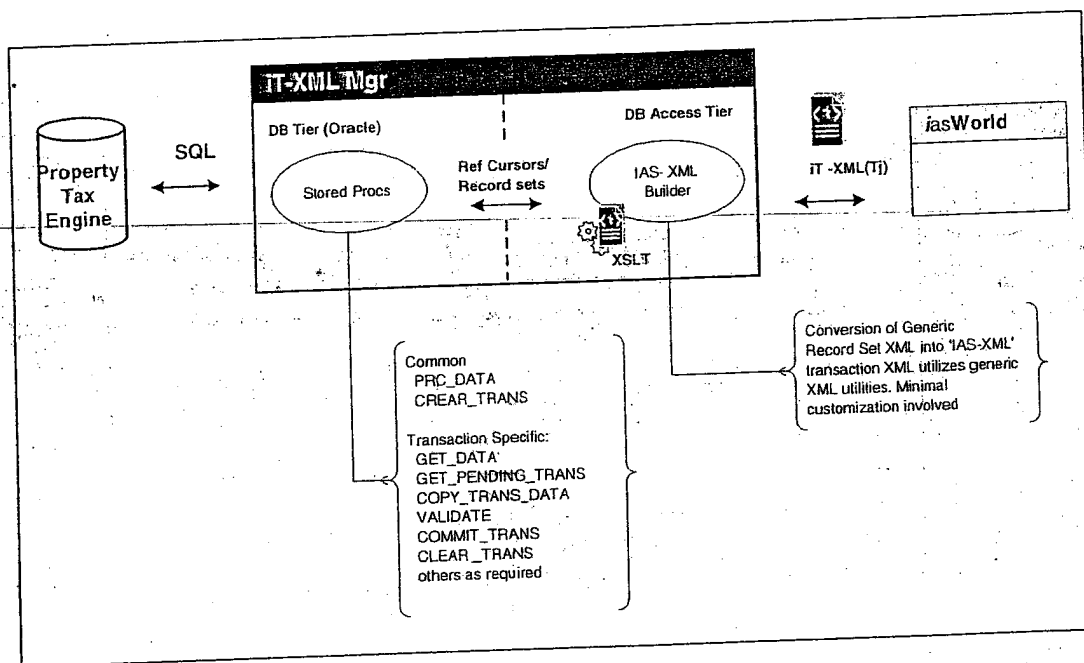 iT-XML Mgr
DB Tier (Oracle)
DB Access Tier
Property
Tax
Engine
SQL
Stored Procs
Ref Cursors/
Record sets
IAS- XML
Builder
XSLT
iT -XML(Tj)
iasWorld
Common
PRC_DATA
CREAR_TRANS
Transaction Specific:
GET_DATA
GET_PENDING_TRANS
COPY_TRANS_DATA
VALIDATE
COMMIT_TRANS
CLEAR_TRANS
others as required
Conversion of Generic
Record Set XML into 'IAS-XML'
transaction XML utilizes generic
XML utilities. Minimal
customization involved